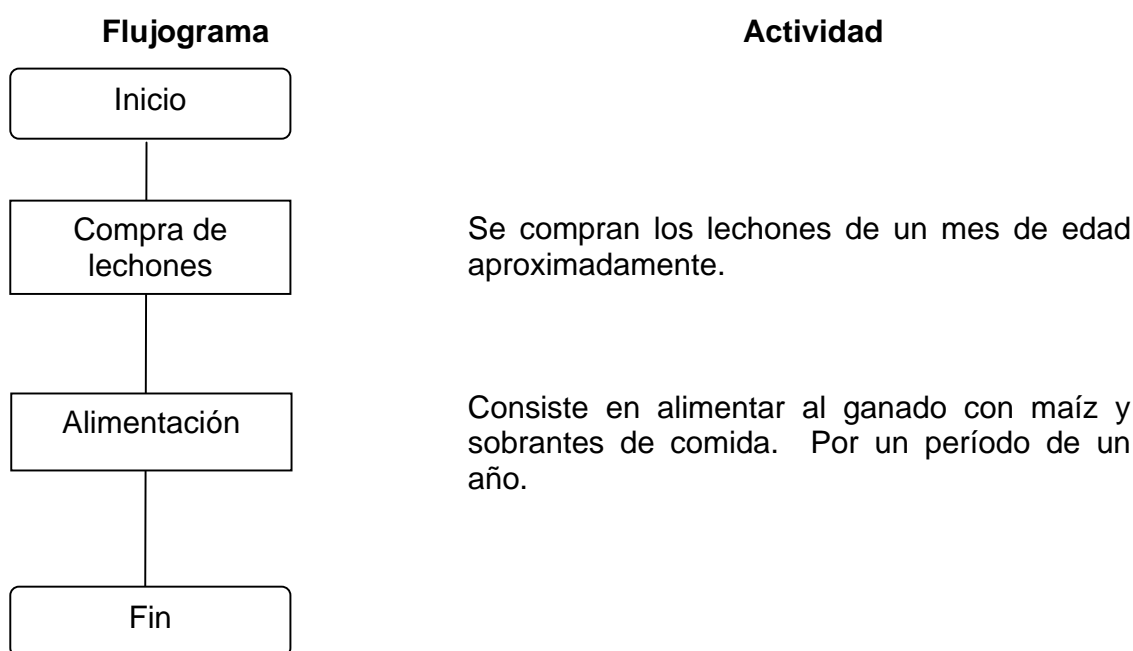 Flujograma
Actividad
Inicio
Compra de
lechones
Se compran los lechones de un mes de edad
aproximadamente.
Alimentación
Consiste en alimentar al ganado con maíz y
sobrantes de comida. Por un período de un
año.
Fin